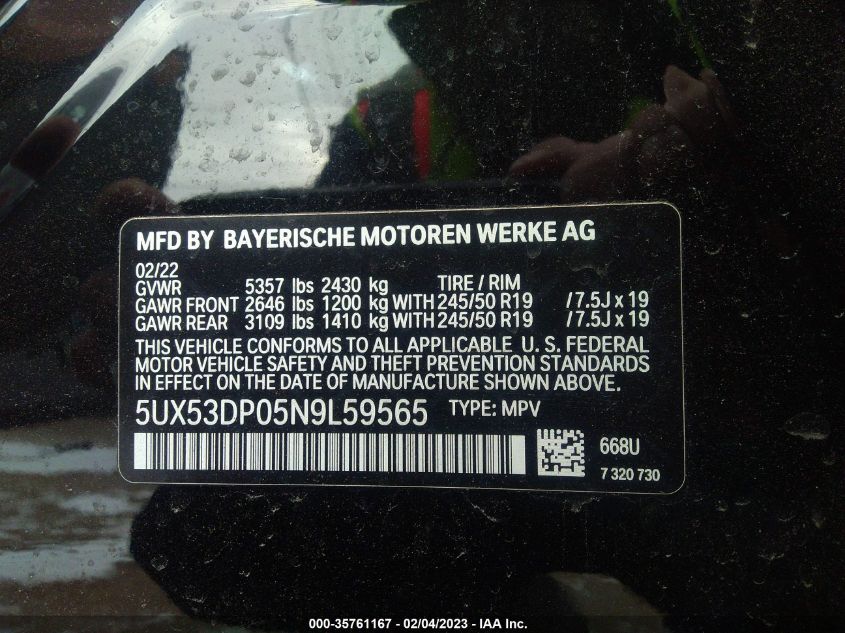 MFD BY BAYERISCHE MOTOREN WERKE AG
02/22
GVWR 5357 lbs 2430 kg TIRE / RIM
GAWR FRONT 2646 lbs 1200 kg WITH 245/50 R19 / 7.5J x 19
GAWR REAR 3109 lbs 1410 kg WITH 245/50 R19 / 7.5J x 19
THIS VEHICLE CONFORMS TO ALL APPLICABLE U. S. FEDERAL
MOTOR VEHICLE SAFETY AND THEFT PREVENTION STANDARDS
IN EFFECT ON THE DATE OF MANUFACTURE SHOWN ABOVE.
5UX53DP05N9L59565 TYPE: MPV
668U
7 320 730
000-35761167 - 02/04/2023 - IAA Inc.